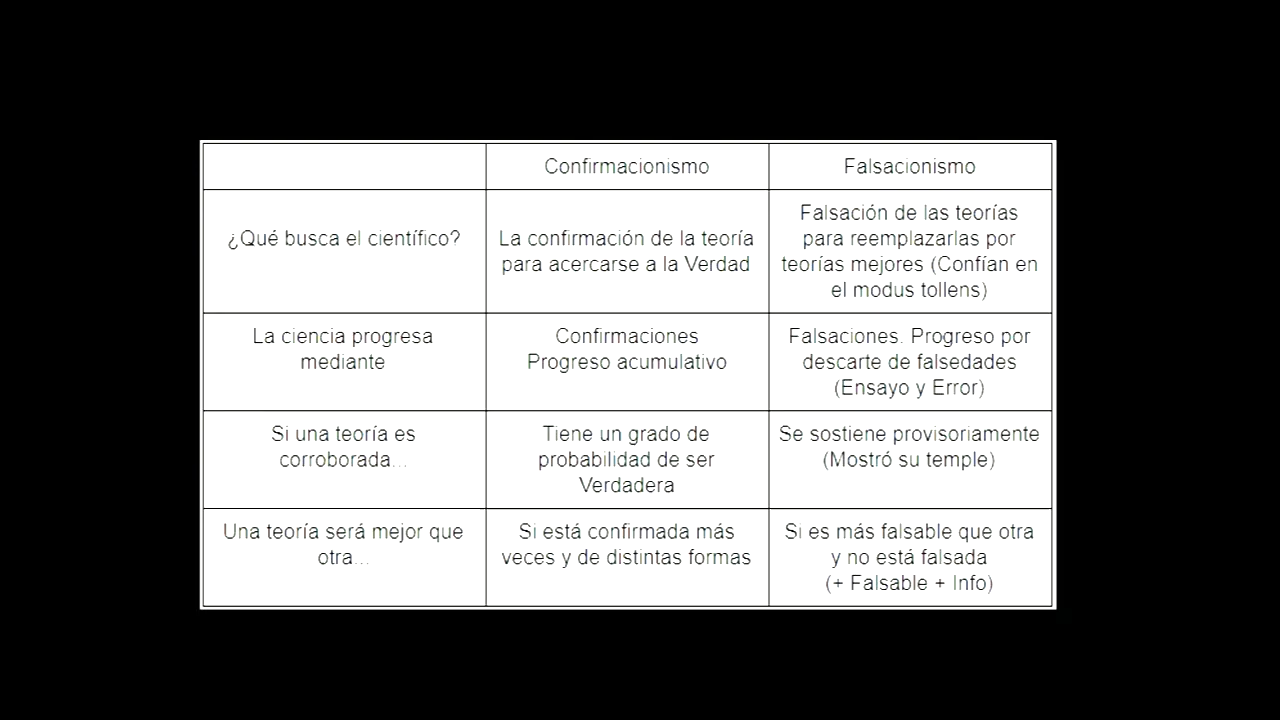 Confirmacionismo
Falsacionismo
¿Qué busca el científico?
La confirmación de la teoría
para acercarse a la Verdad
Falsación de las teorías
para reemplazarlas por
teorías mejores (Confían en
el modus tollens)
La ciencia progresa
mediante
Confirmaciones
Progreso acumulativo
Falsaciones. Progreso por
descarte de falsedades
(Ensayo y Error)
Si una teoría es
corroborada...
Tiene un grado de
probabilidad de ser
Verdadera
Se sostiene provisoriamente
(Mostró su temple)
Una teoría será mejor que
otra...
Si está confirmada más
veces y de distintas formas
Si es más falsable que otra
y no está falsada
(+ Falsable + Info)